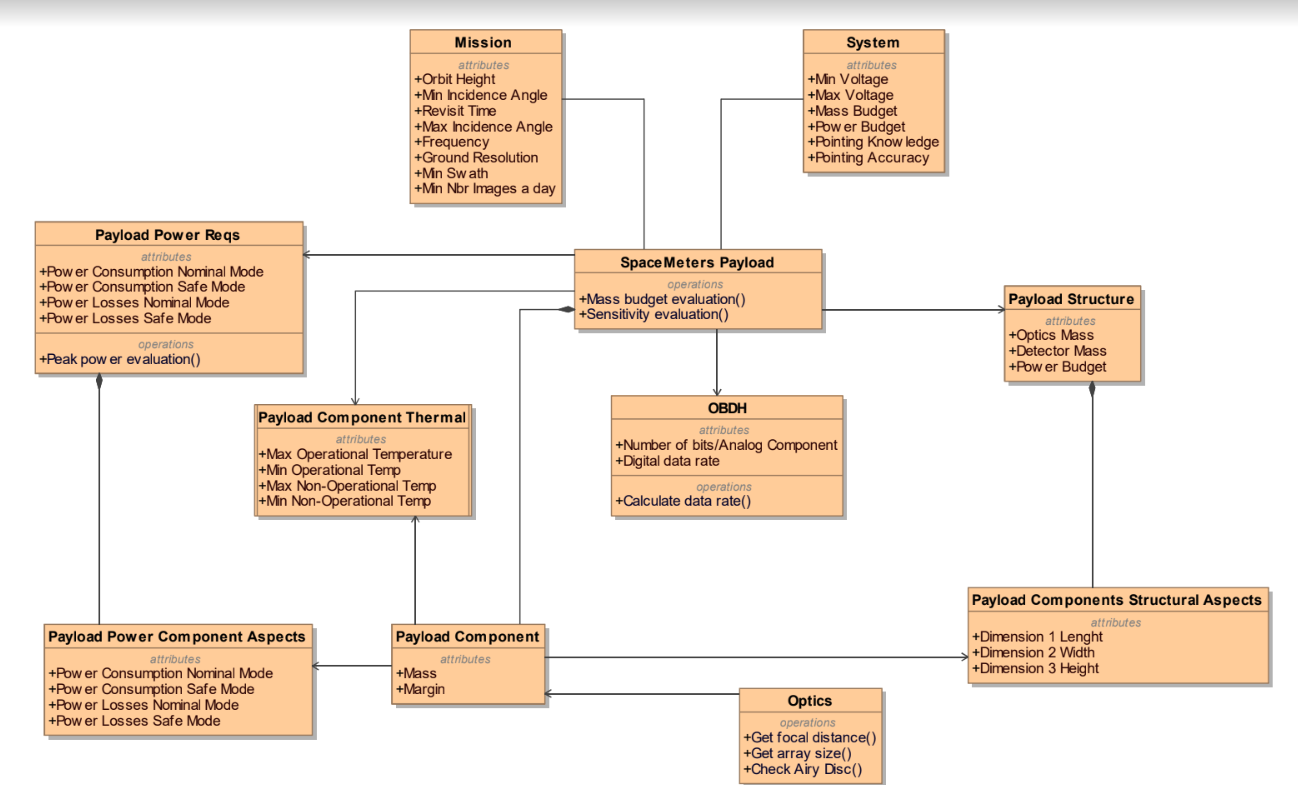 Mission
attributes
+Orbit Height
+Min Incidence Angle
+Revisit Time
+Max Incidence Angle
+Frequency
+Ground Resolution
+Min Swath
+Min Nbr Images a day
System
attributes
+Min Voltage
+Max Voltage
+Mass Budget
+Power Budget
+Pointing Knowledge
+Pointing Accuracy
Payload Power Reqs
attributes
+Power Consumption Nominal Mode
+Power Consumption Safe Mode
+Power Losses Nominal Mode
+Power Losses Safe Mode
operations
+Peak power evaluation()
SpaceMeters Payload
operations
+Mass budget evaluation()
+Sensitivity evaluation()
Payload Structure
attributes
+Optics Mass
+Detector Mass
+Power Budget
Payload Component Thermal
attributes
+Max Operational Temperature
+Min Operational Temp
+Max Non-Operational Temp
+Min Non-Operational Temp
OBDH
attributes
+Number of bits/Analog Component
+Digital data rate
operations
+Calculate data rate()
Payload Power Component Aspects
attributes
+Power Consumption Nominal Mode
+Power Consumption Safe Mode
+Power Losses Nominal Mode
+Power Losses Safe Mode
Payload Component
attributes
+Mass
+Margin
Payload Components Structural Aspects
attributes
+Dimension 1 Lenght
+Dimension 2 Width
+Dimension 3 Height
Optics
operations
+Get focal distance()
+Get array size()
+Check Airy Disc()